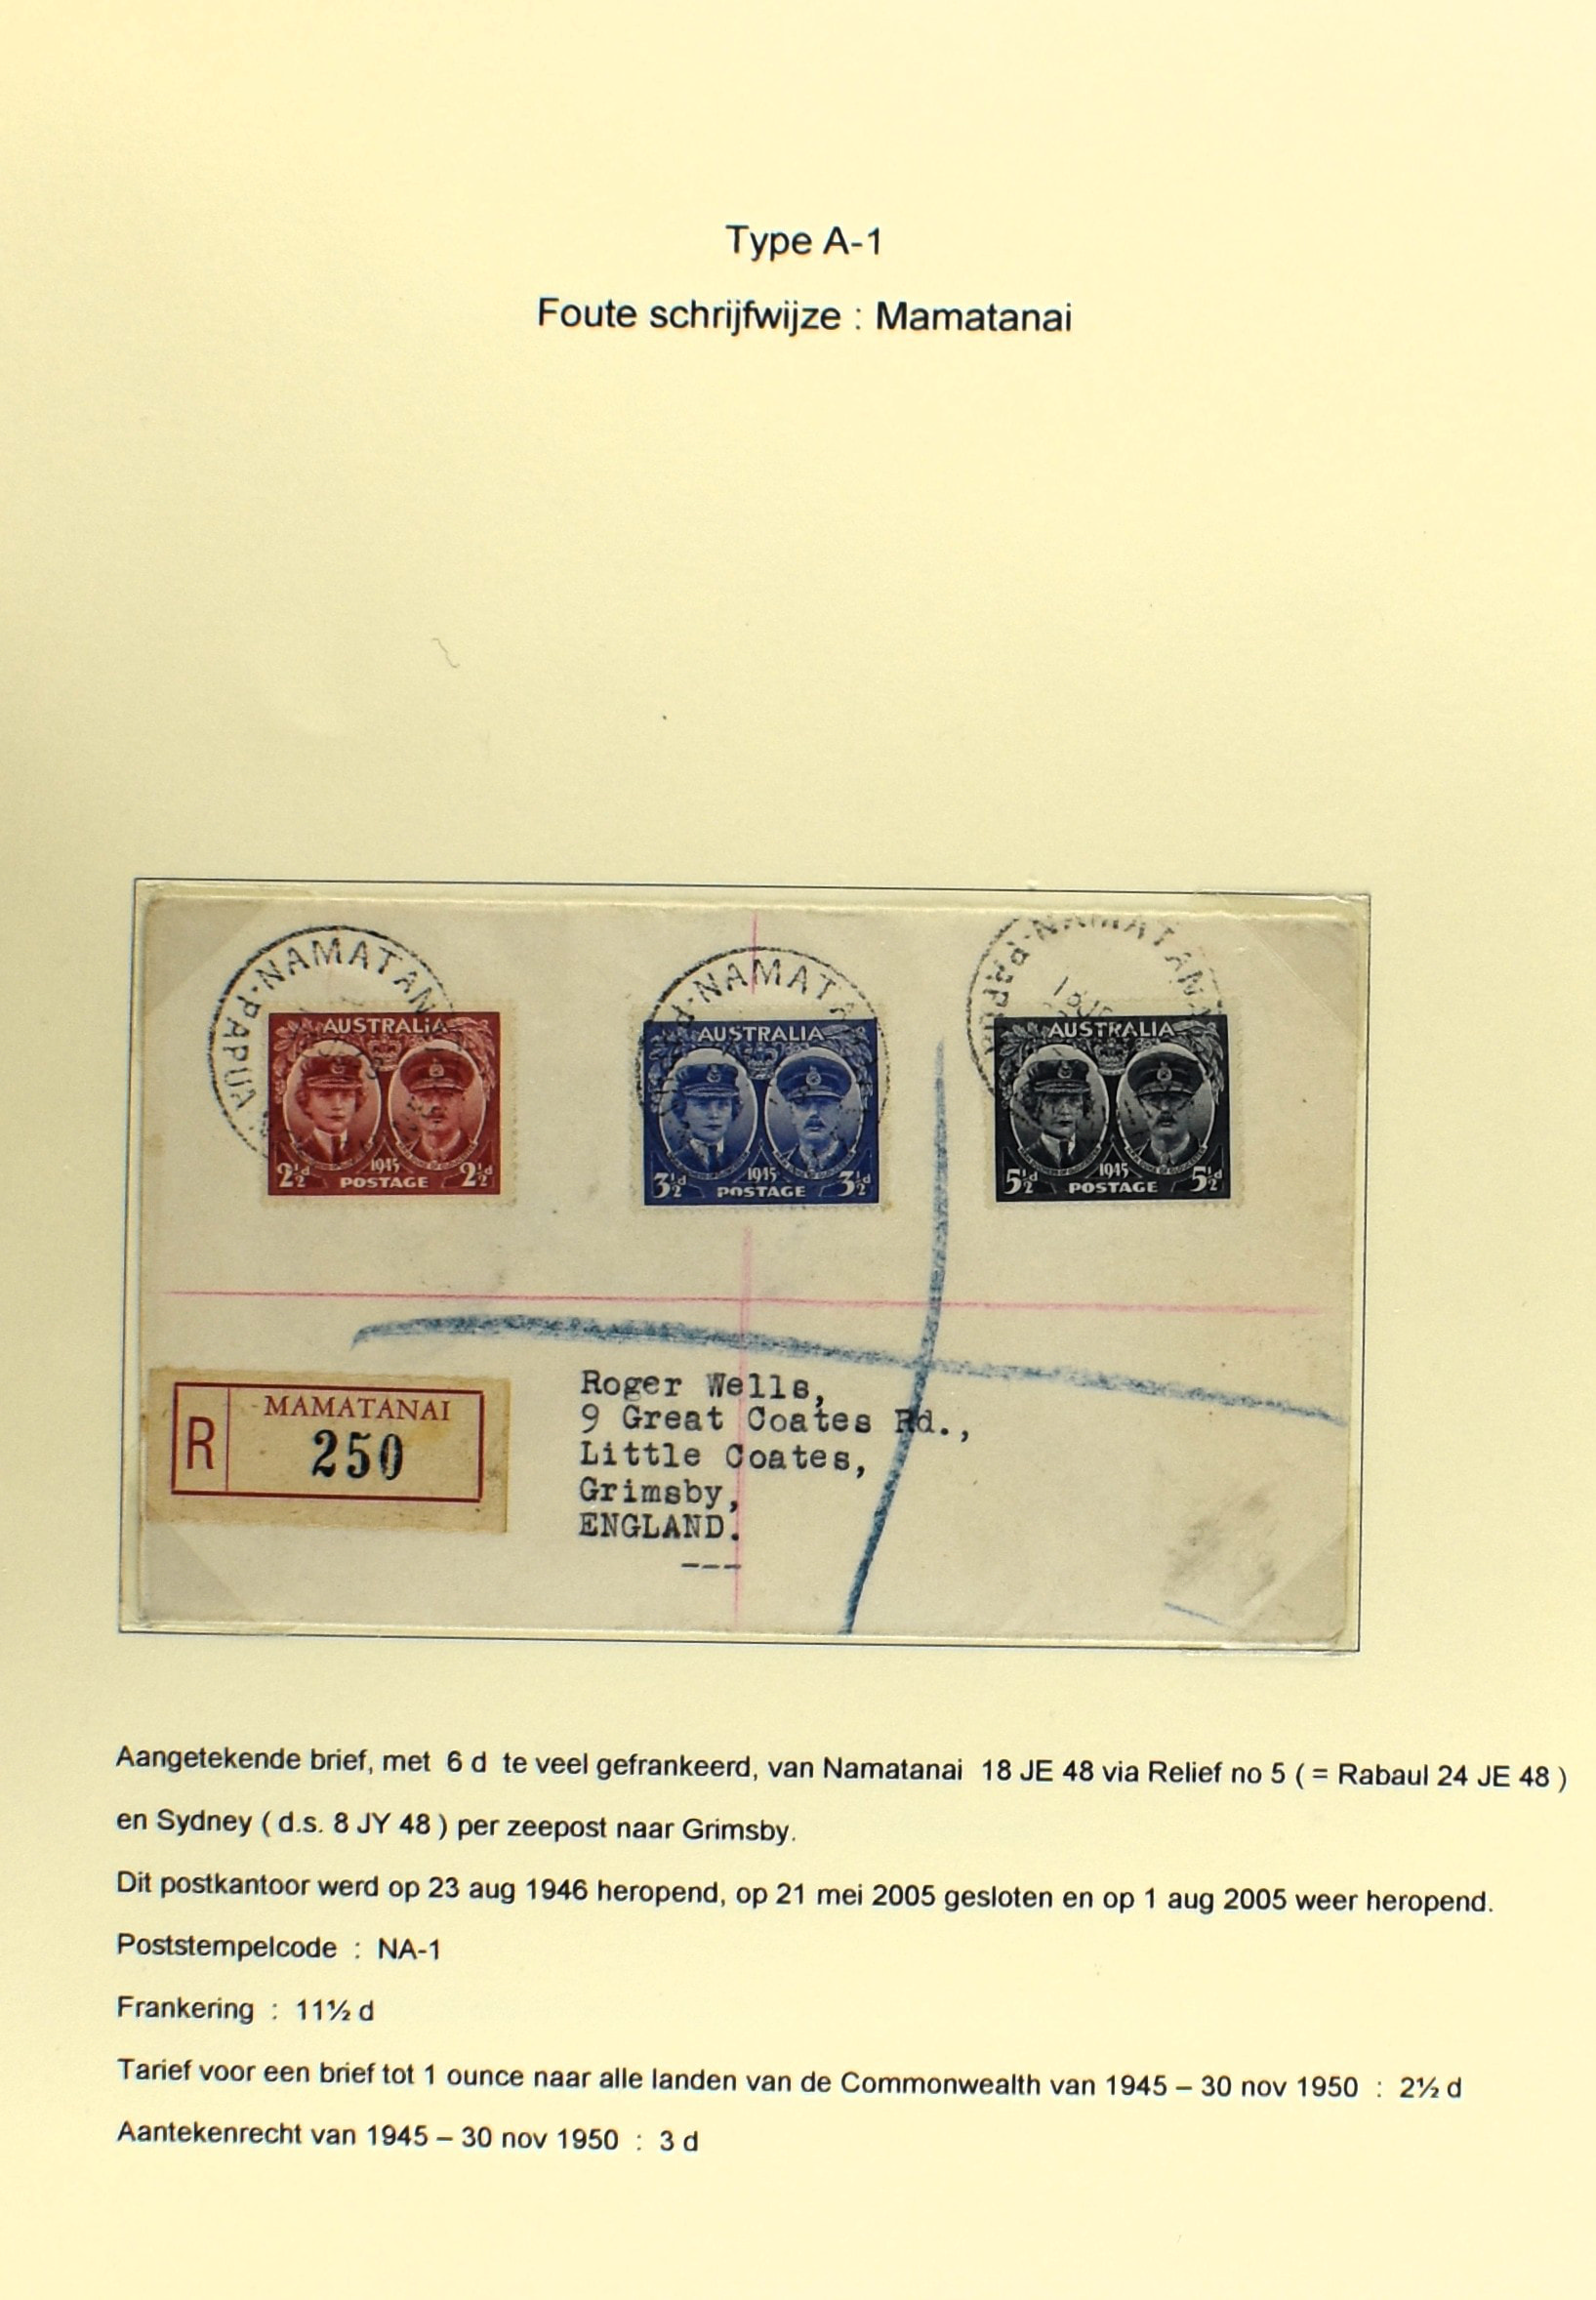 Type A-1
Foute schrijfwijze : Mamatanai
PAPUA·NAMATAN
NAMATA
PAPUA·NAMATANA
AUSTRALIA
1945
2½d 2½d
POSTAGE
AUSTRALIA
1945
3½d 3½d
POSTAGE
AUSTRALIA
1945
5½d 5½d
POSTAGE
R
MAMATANAI
250
Roger Wells,
9 Great Coates Rd.,
Little Coates,
Grimsby,
ENGLAND.
---
Aangetekende brief, met 6 d te veel gefrankeerd, van Namatanai 18 JE 48 via Relief no 5 ( = Rabaul 24 JE 48 )
en Sydney ( d.s. 8 JY 48 ) per zeepost naar Grimsby.
Dit postkantoor werd op 23 aug 1946 heropend, op 21 mei 2005 gesloten en op 1 aug 2005 weer heropend.
Poststempelcode : NA-1
Frankering : 11½ d
Tarief voor een brief tot 1 ounce naar alle landen van de Commonwealth van 1945 – 30 nov 1950 : 2½ d
Aantekenrecht van 1945 – 30 nov 1950 : 3 d